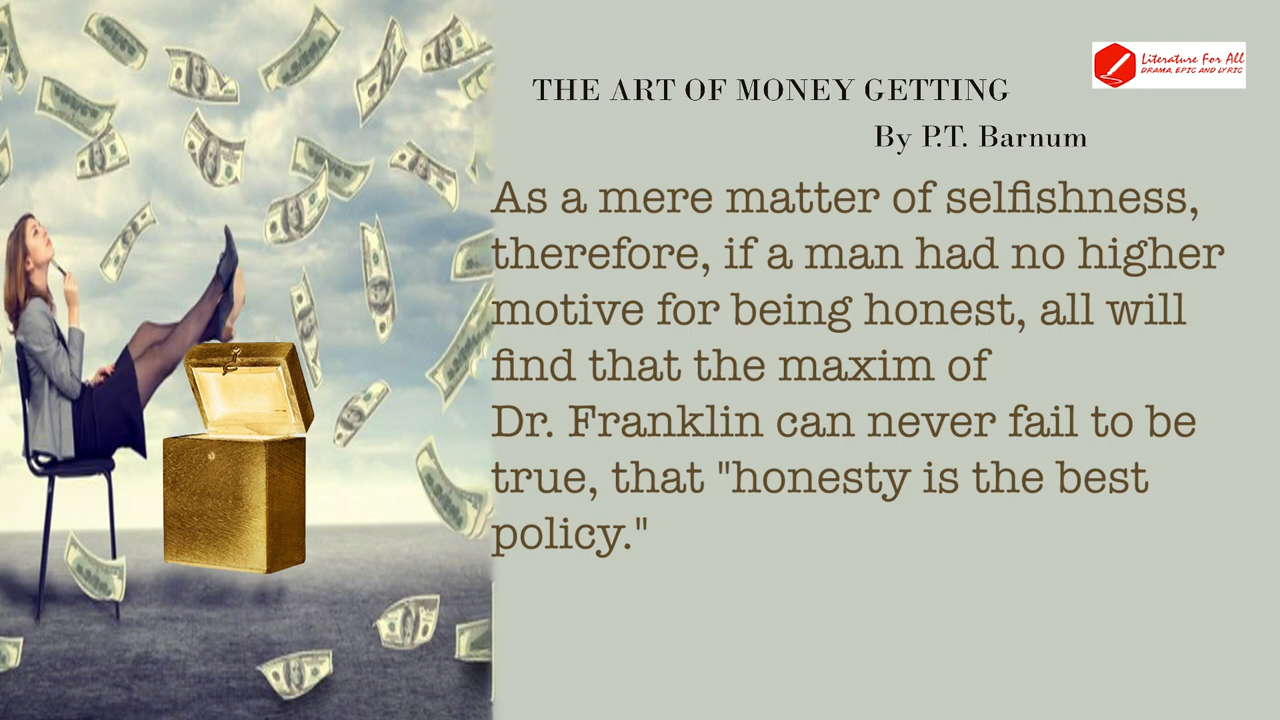 Literature For All
DRAMA, EPIC AND LYRIC
THE ART OF MONEY GETTING
By P.T. Barnum
As a mere matter of selfishness,
therefore, if a man had no higher
motive for being honest, all will
find that the maxim of
Dr. Franklin can never fail to be
true, that "honesty is the best
policy."